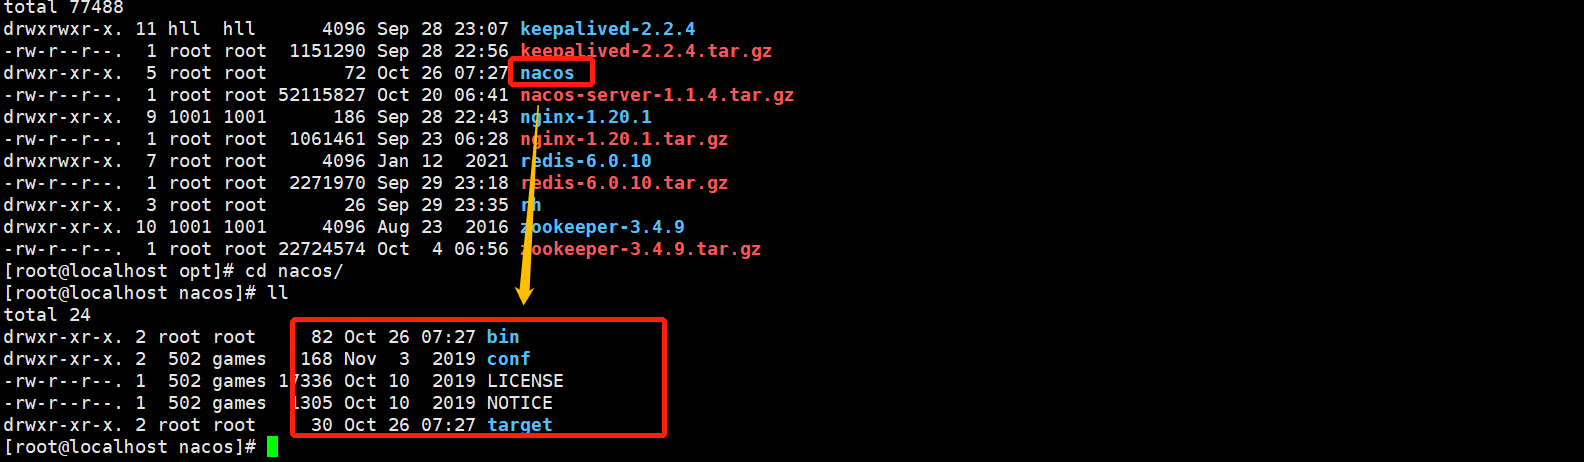 total 77488
drwxrwxr-x. 11 hll  hll      4096 Sep 28 23:07 keepalived-2.2.4
-rw-r--r--.  1 root root  1151290 Sep 28 22:56 keepalived-2.2.4.tar.gz
drwxr-xr-x.  5 root root       72 Oct 26 07:27 nacos
-rw-r--r--.  1 root root 52115827 Oct 20 06:41 nacos-server-1.1.4.tar.gz
drwxr-xr-x.  9 1001 1001      186 Sep 28 22:43 nginx-1.20.1
-rw-r--r--.  1 root root  1061461 Sep 23 06:28 nginx-1.20.1.tar.gz
drwxrwxr-x.  7 root root     4096 Jan 12  2021 redis-6.0.10
-rw-r--r--.  1 root root  2271970 Sep 29 23:18 redis-6.0.10.tar.gz
drwxr-xr-x.  3 root root       26 Sep 29 23:35 rh
drwxr-xr-x. 10 1001 1001     4096 Aug 23  2016 zookeeper-3.4.9
-rw-r--r--.  1 root root 22724574 Oct  4 06:56 zookeeper-3.4.9.tar.gz
[root@localhost opt]# cd nacos/
[root@localhost nacos]# ll
total 24
drwxr-xr-x. 2 root root     82 Oct 26 07:27 bin
drwxr-xr-x. 2  502 games   168 Nov  3  2019 conf
-rw-r--r--. 1  502 games 17336 Oct 10  2019 LICENSE
-rw-r--r--. 1  502 games  1305 Oct 10  2019 NOTICE
drwxr-xr-x. 2 root root     30 Oct 26 07:27 target
[root@localhost nacos]#